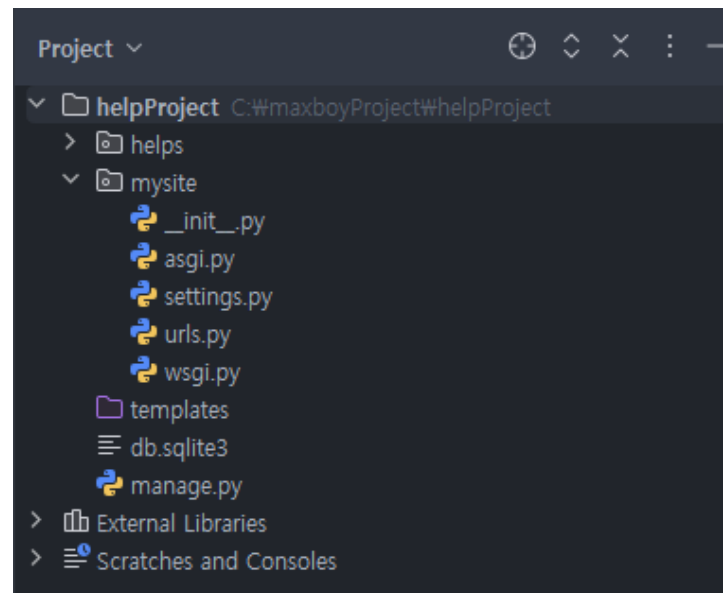 Project
helpProject C:₩maxboyProject₩helpProject
helps
mysite
__init__.py
asgi.py
settings.py
urls.py
wsgi.py
templates
db.sqlite3
manage.py
External Libraries
Scratches and Consoles